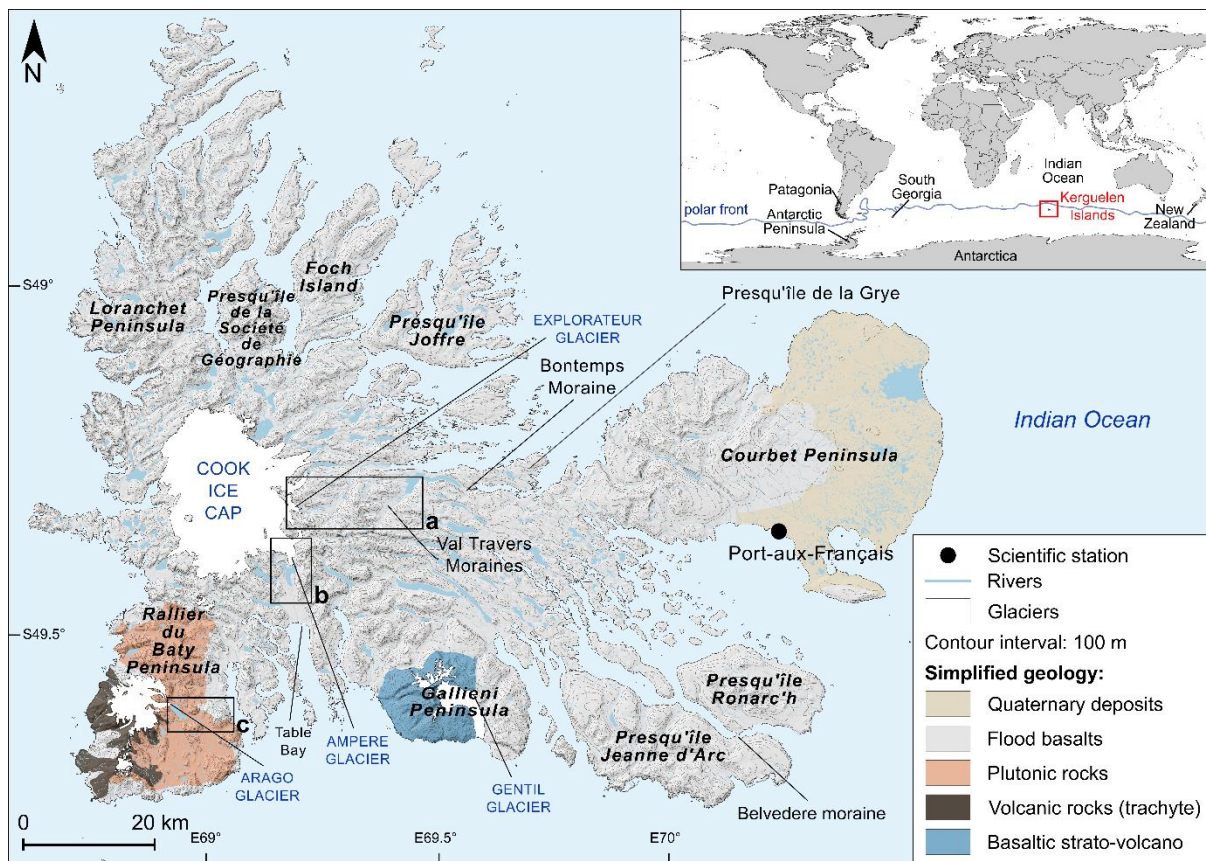 N
S49°
S49.5°
Loranchet
Peninsula
Presqu'île
de la
Société
de
Géographie
Foch
Island
Presqu'île
Joffre
EXPLORATEUR
GLACIER
Bontemps
Moraine
Presqu'île de la Grye
COOK
ICE
CAP
a
Val Travers
Moraines
b
Courbet Peninsula
Port-aux-Français
Indian Ocean
Rallier
du
Baty
Peninsula
c
ARAGO
GLACIER
Table
Bay
AMPERE
GLACIER
Gallieni
Peninsula
GENTIL
GLACIER
Presqu'île
Ronarc'h
Presqu'île
Jeanne d'Arc
Belvedere moraine
0 20 km
E69°
E69.5°
E70°
polar front
Patagonia
Antarctic
Peninsula
South
Georgia
Indian
Ocean
Kerguelen
Islands
New
Zealand
Antarctica
Scientific station
Rivers
Glaciers
Contour interval: 100 m
Simplified geology:
Quaternary deposits
Flood basalts
Plutonic rocks
Volcanic rocks (trachyte)
Basaltic strato-volcano